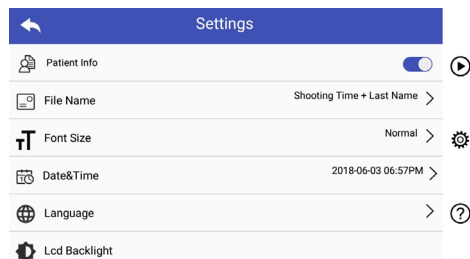 Settings
Patient Info
File Name Shooting Time + Last Name
Font Size Normal
Date&Time 2018-06-03 06:57PM
Language
Lcd Backlight